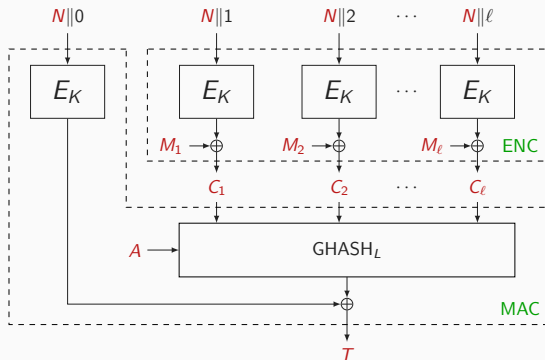 N‖0 N‖1 N‖2 ⋯ N‖ℓ
E_K E_K E_K ⋯ E_K
M_1 ⊕ M_2 ⊕ M_ℓ ⊕ ENC
C_1 C_2 ⋯ C_ℓ
A GHASH_L
⊕ MAC
T